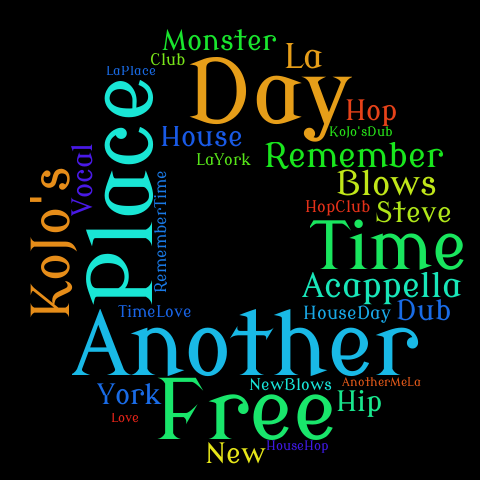 Monster
Club
La
LaPlace
Day
Hop
KoJo'sDub
House
LaYork
Remember
Place
Vocal
KoJo's
RememberTime
Blows
HopClub
Steve
Time
Acappella
TimeLove
HouseDay
Dub
Another
NewBlows
AnotherMeLa
York
Free
Hip
Love
New
HouseHop